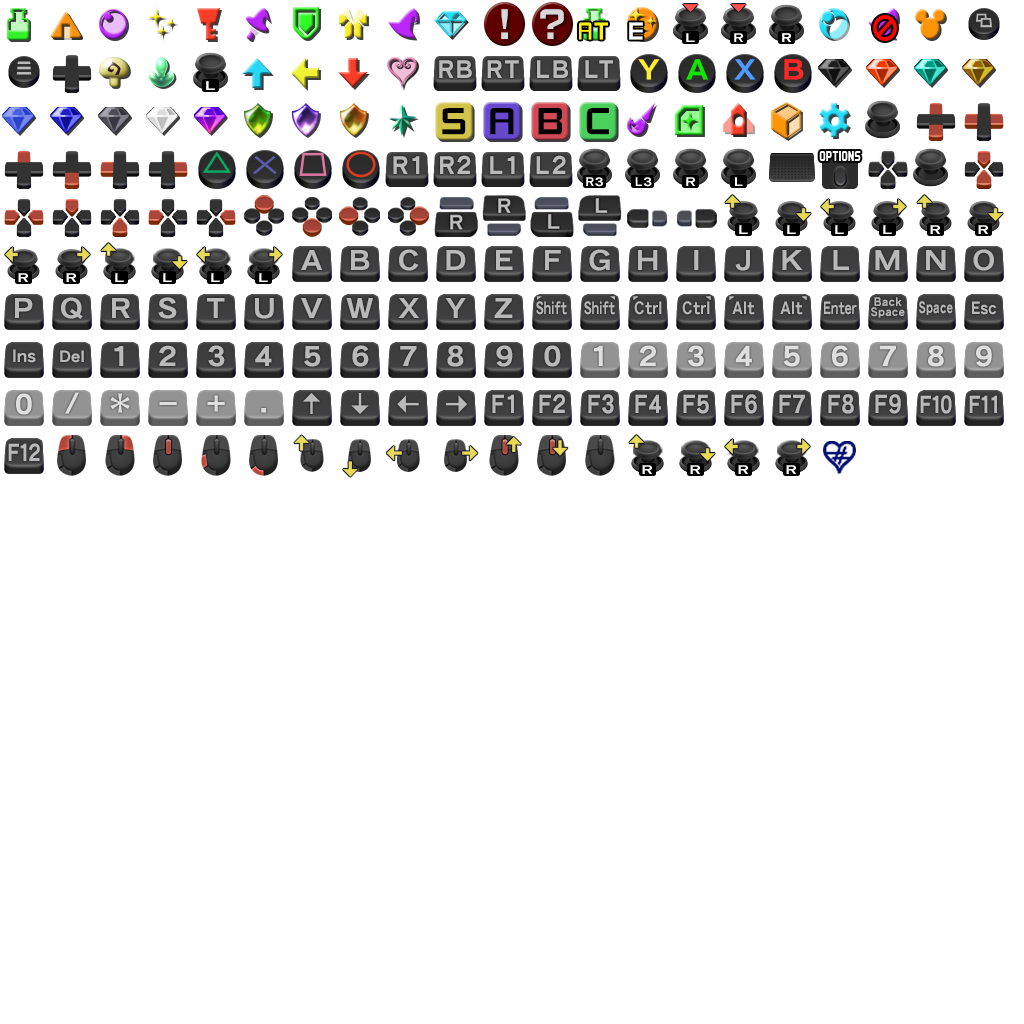 ! ? AT E L R R
L RB RT LB LT Y A X B
S A B C
R1 R2 L1 L2 R3 L3 R L OPTIONS
R R L L L L L L R R
R R L L L L A B C D E F G H I J K L M N O
P Q R S T U V W X Y Z Shift Shift Ctrl Ctrl Alt Alt Enter Back Space Space Esc
Ins Del 1 2 3 4 5 6 7 8 9 0 1 2 3 4 5 6 7 8 9
0 / * - + . ↑ ↓ ← → F1 F2 F3 F4 F5 F6 F7 F8 F9 F10 F11
F12 R R R R